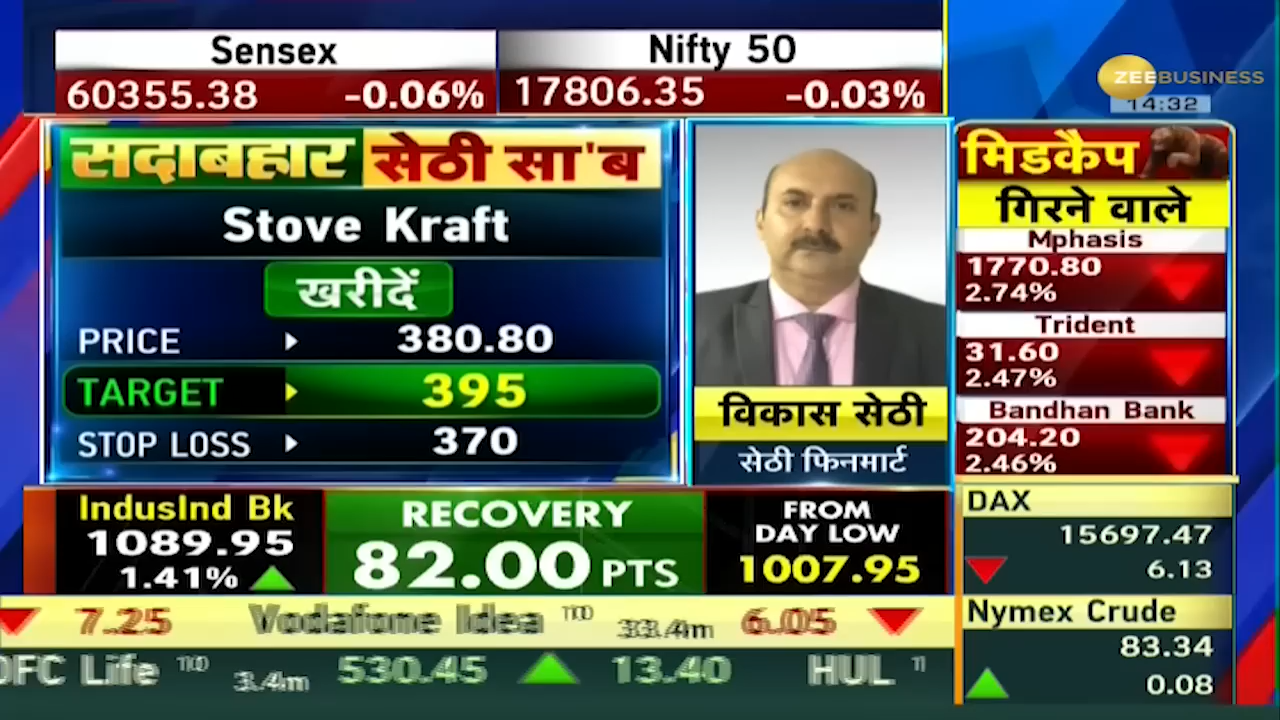 Sensex
60355.38 -0.06%
Nifty 50
17806.35 -0.03%
ZEEBUSINESS
14:32
सदाबहार सेठी सा'ब
Stove Kraft
खरीदें
PRICE 380.80
TARGET 395
STOP LOSS 370
विकास सेठी
सेठी फिनमार्ट
मिडकैप
गिरने वाले
Mphasis
1770.80
2.74%
Trident
31.60
2.47%
Bandhan Bank
204.20
2.46%
IndusInd Bk
1089.95
1.41%
RECOVERY
82.00 PTS
FROM
DAY LOW
1007.95
DAX
15697.47
6.13
Nymex Crude
83.34
0.08
7.25 Vodafone Idea 33.4m 6.05
DFC Life 3.4m 530.45 13.40 HUL